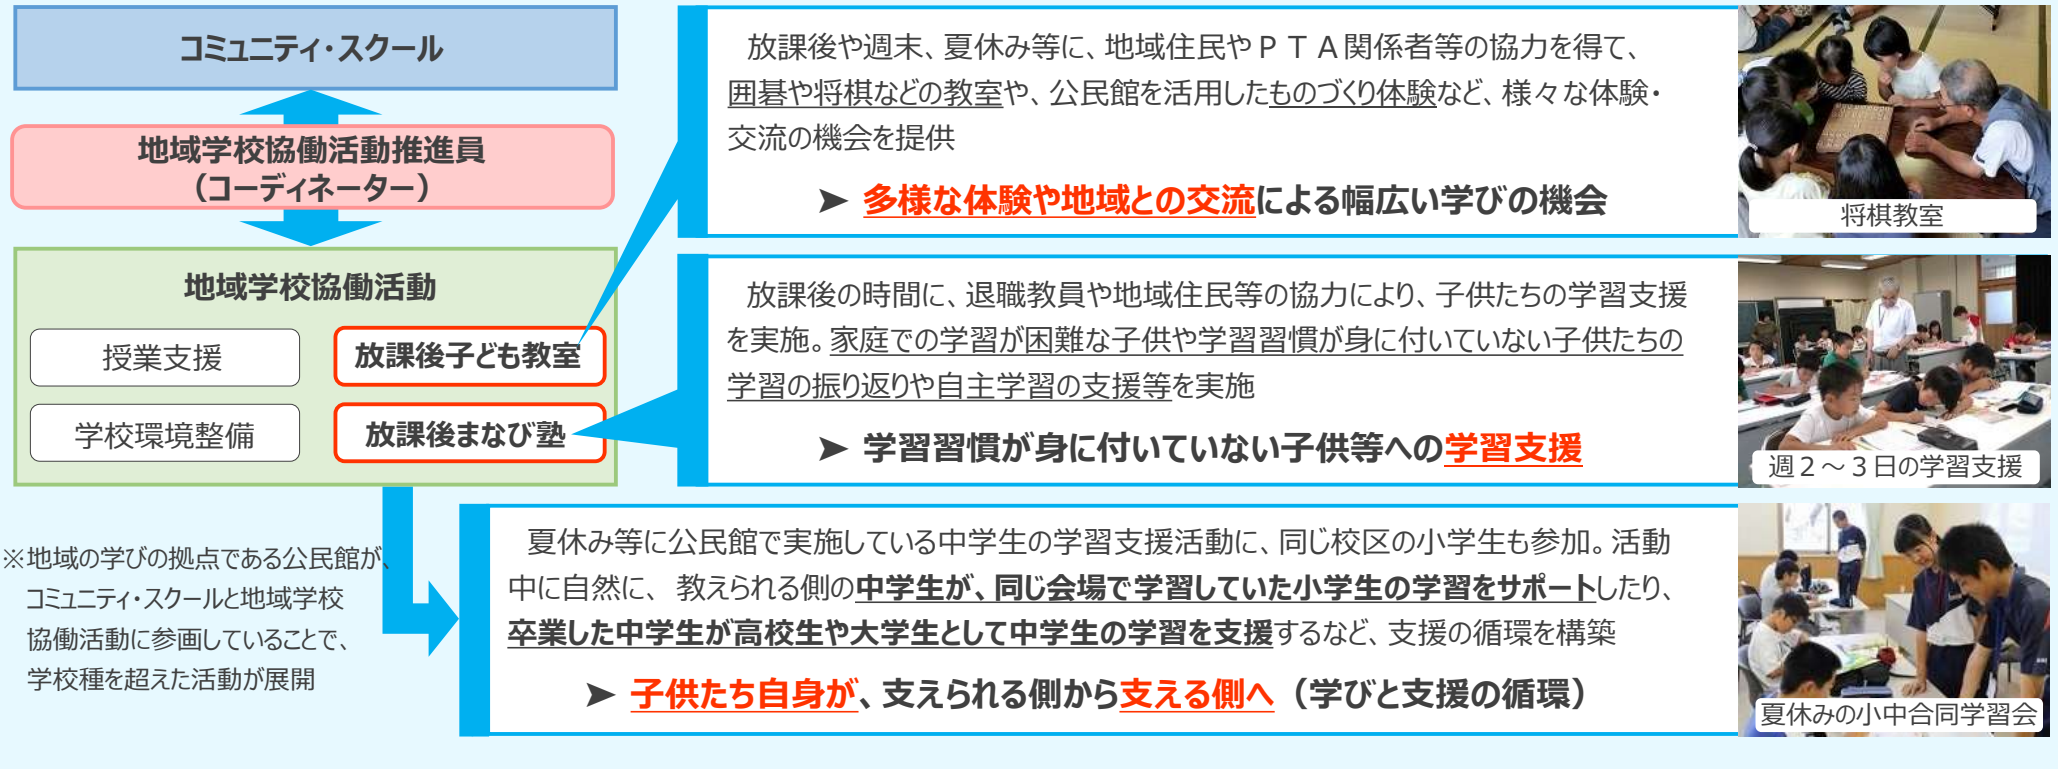 コミュニティ・スクール
地域学校協働活動推進員
（コーディネーター）
地域学校協働活動
授業支援
放課後子ども教室
学校環境整備
放課後まなび塾
※地域の学びの拠点である公民館が、
コミュニティ・スクールと地域学校
協働活動に参画していることで、
学校種を超えた活動が展開
放課後や週末、夏休み等に、地域住民やＰＴＡ関係者等の協力を得て、
囲碁や将棋などの教室や、公民館を活用したものづくり体験など、様々な体験・
交流の機会を提供
➤ 多様な体験や地域との交流による幅広い学びの機会
将棋教室
放課後の時間に、退職教員や地域住民等の協力により、子供たちの学習支援
を実施。家庭での学習が困難な子供や学習習慣が身に付いていない子供たちの
学習の振り返りや自主学習の支援等を実施
➤ 学習習慣が身に付いていない子供等への学習支援
週２～３日の学習支援
夏休み等に公民館で実施している中学生の学習支援活動に、同じ校区の小学生も参加。活動
中に自然に、 教えられる側の中学生が、同じ会場で学習していた小学生の学習をサポートしたり、
卒業した中学生が高校生や大学生として中学生の学習を支援するなど、支援の循環を構築
➤ 子供たち自身が、支えられる側から支える側へ（学びと支援の循環）
夏休みの小中合同学習会